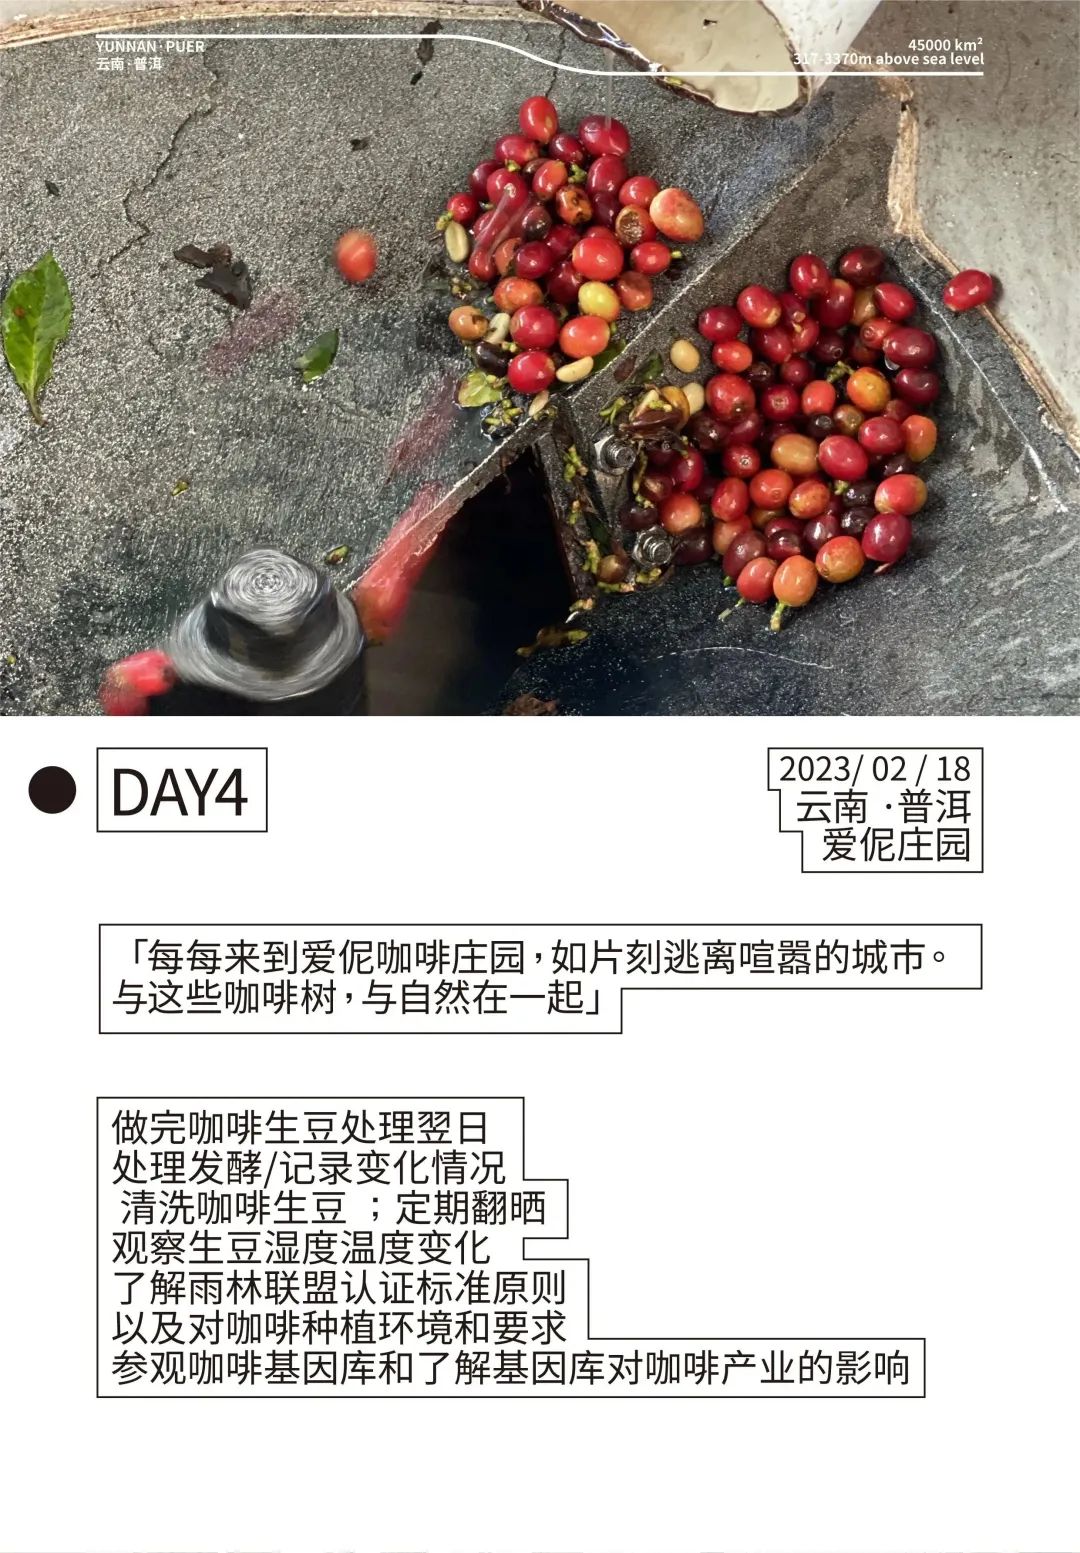 YUNNAN·PUER
云南·普洱
45000 km²
317-3370m above sea level
DAY4
2023/ 02 / 18
云南 ·普洱
爱伲庄园
「每每来到爱伲咖啡庄园,如片刻逃离喧嚣的城市。
与这些咖啡树,与自然在一起」
做完咖啡生豆处理翌日
处理发酵/记录变化情况
清洗咖啡生豆 ；定期翻晒
观察生豆湿度温度变化
了解雨林联盟认证标准原则
以及对咖啡种植环境和要求
参观咖啡基因库和了解基因库对咖啡产业的影响